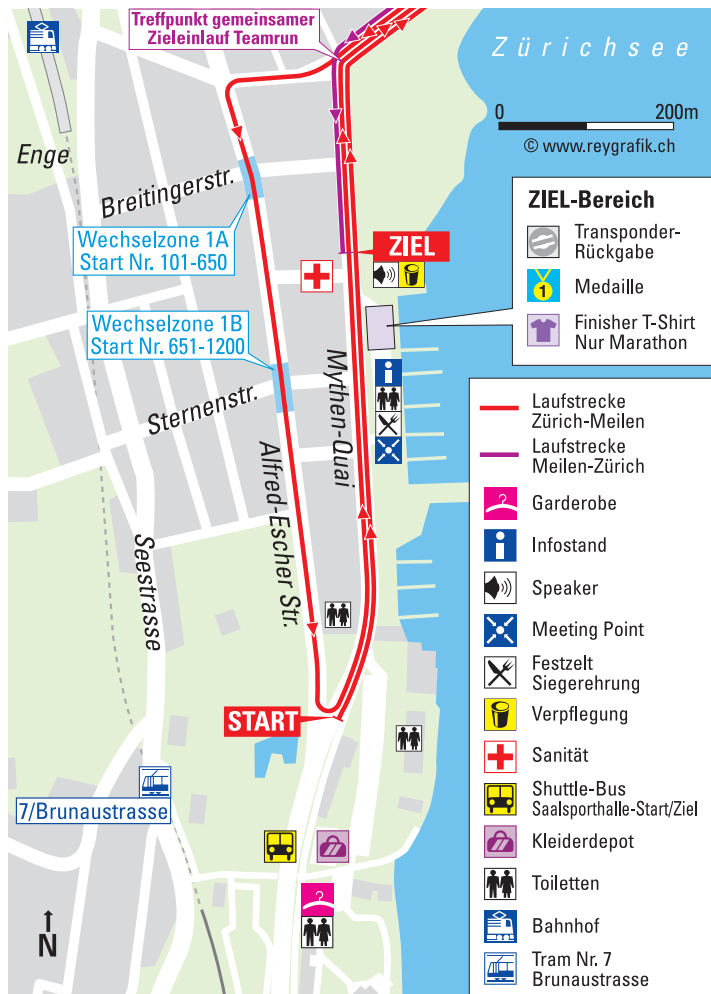 Treffpunkt gemeinsamer
Zieleinlauf Teamrun
Zürichsee
0 200m
© www.reygrafik.ch
Enge
Breitingerstr.
Wechselzone 1A
Start Nr. 101-650
ZIEL
ZIEL-Bereich
Transponder-
Rückgabe
1
Medaille
Finisher T-Shirt
Nur Marathon
Wechselzone 1B
Start Nr. 651-1200
Mythen-Quai
Sternenstr.
Alfred-Escher Str.
Seestrasse
START
7/Brunaustrasse
N
Laufstrecke
Zürich-Meilen
Laufstrecke
Meilen-Zürich
Garderobe
Infostand
Speaker
Meeting Point
Festzelt
Siegerehrung
Verpflegung
Sanität
Shuttle-Bus
Saalsporthalle-Start/Ziel
Kleiderdepot
Toiletten
Bahnhof
Tram Nr. 7
Brunaustrasse